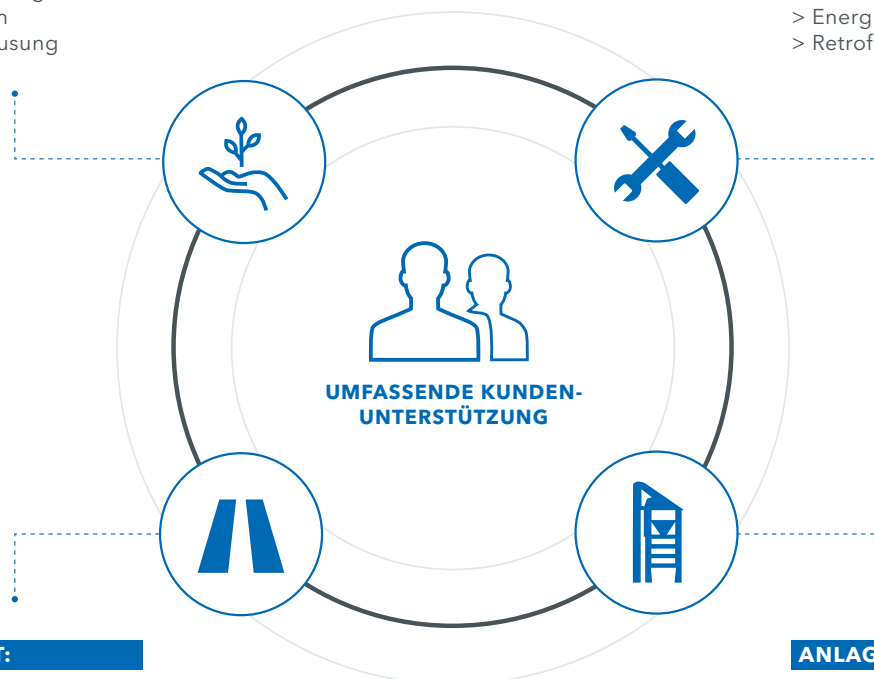 > Energ
> Retrof
usung
UMFASSENDE KUNDEN-
UNTERSTÜTZUNG
T:
ANLAG